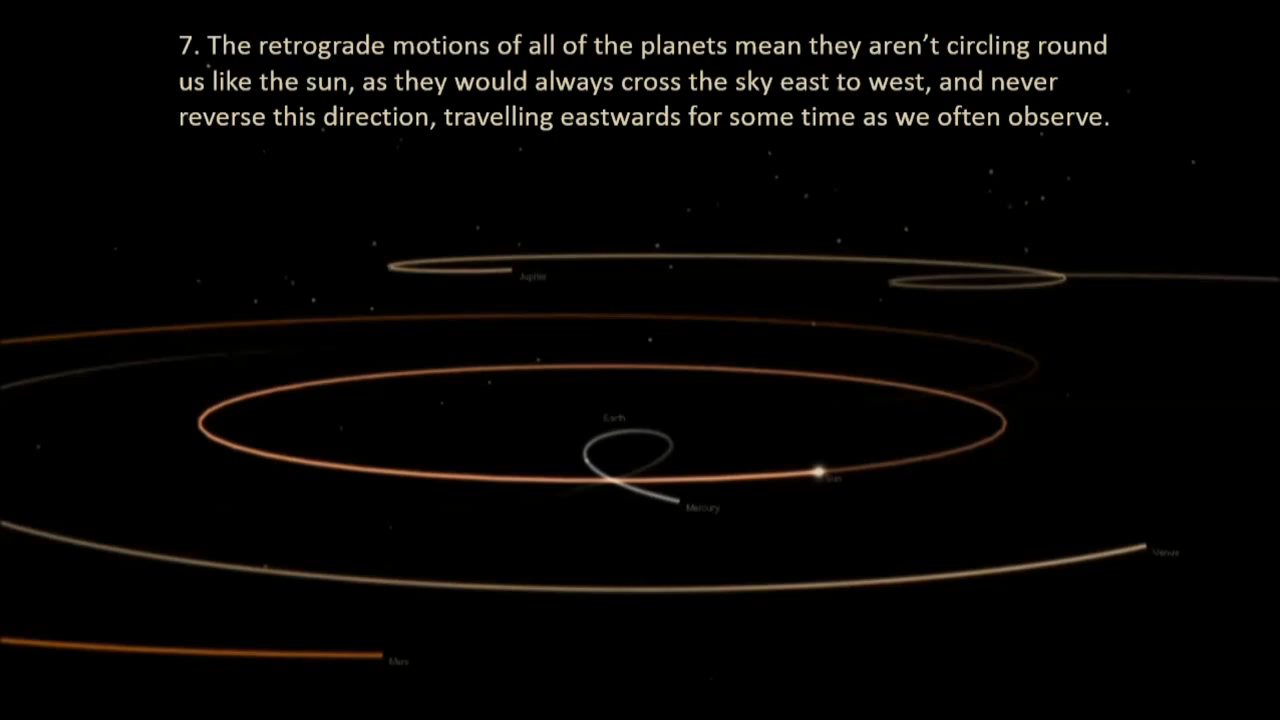 7. The retrograde motions of all of the planets mean they aren’t circling round
us like the sun, as they would always cross the sky east to west, and never
reverse this direction, travelling eastwards for some time as we often observe.
Jupiter
Earth
Sun
Mercury
Venus
Mars